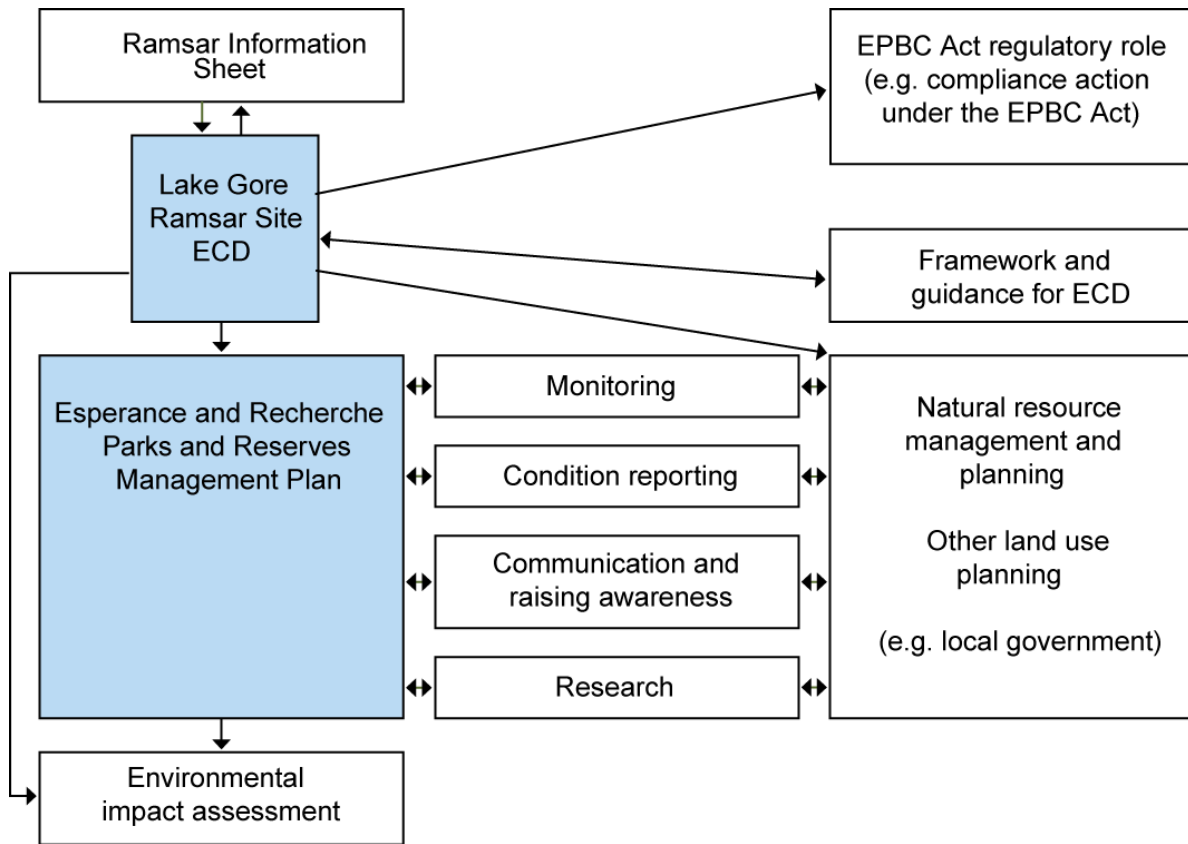 Ramsar Information
Sheet
EPBC Act regulatory role
(e.g. compliance action
under the EPBC Act)
Lake Gore
Ramsar Site
ECD
Framework and
guidance for ECD
Esperance and Recherche
Parks and Reserves
Management Plan
Monitoring
Condition reporting
Communication and
raising awareness
Research
Natural resource
management and
planning
Other land use
planning
(e.g. local government)
Environmental
impact assessment